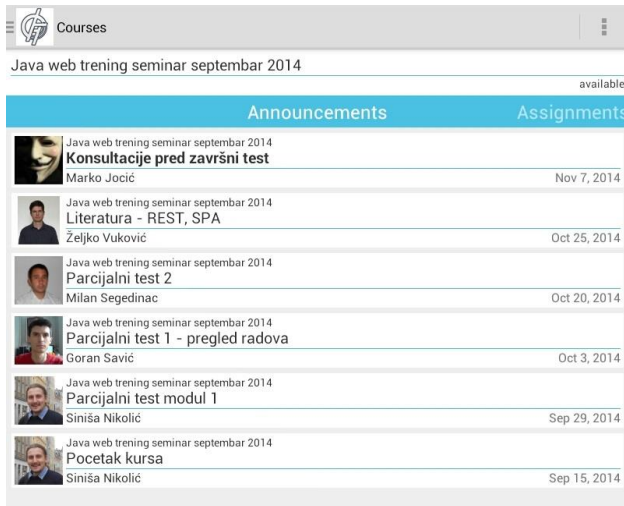 Courses
Java web trening seminar septembar 2014
available
Announcements
Assignments
Java web trening seminar septembar 2014
Konsultacije pred završni test
Marko Jocić
Nov 7, 2014
Java web trening seminar septembar 2014
Literatura - REST, SPA
Željko Vuković
Oct 25, 2014
Java web trening seminar septembar 2014
Parcijalni test 2
Milan Segedinac
Oct 20, 2014
Java web trening seminar septembar 2014
Parcijalni test 1 - pregled radova
Goran Savić
Oct 3, 2014
Java web trening seminar septembar 2014
Parcijalni test modul 1
Siniša Nikolić
Sep 29, 2014
Java web trening seminar septembar 2014
Pocetak kursa
Siniša Nikolić
Sep 15, 2014